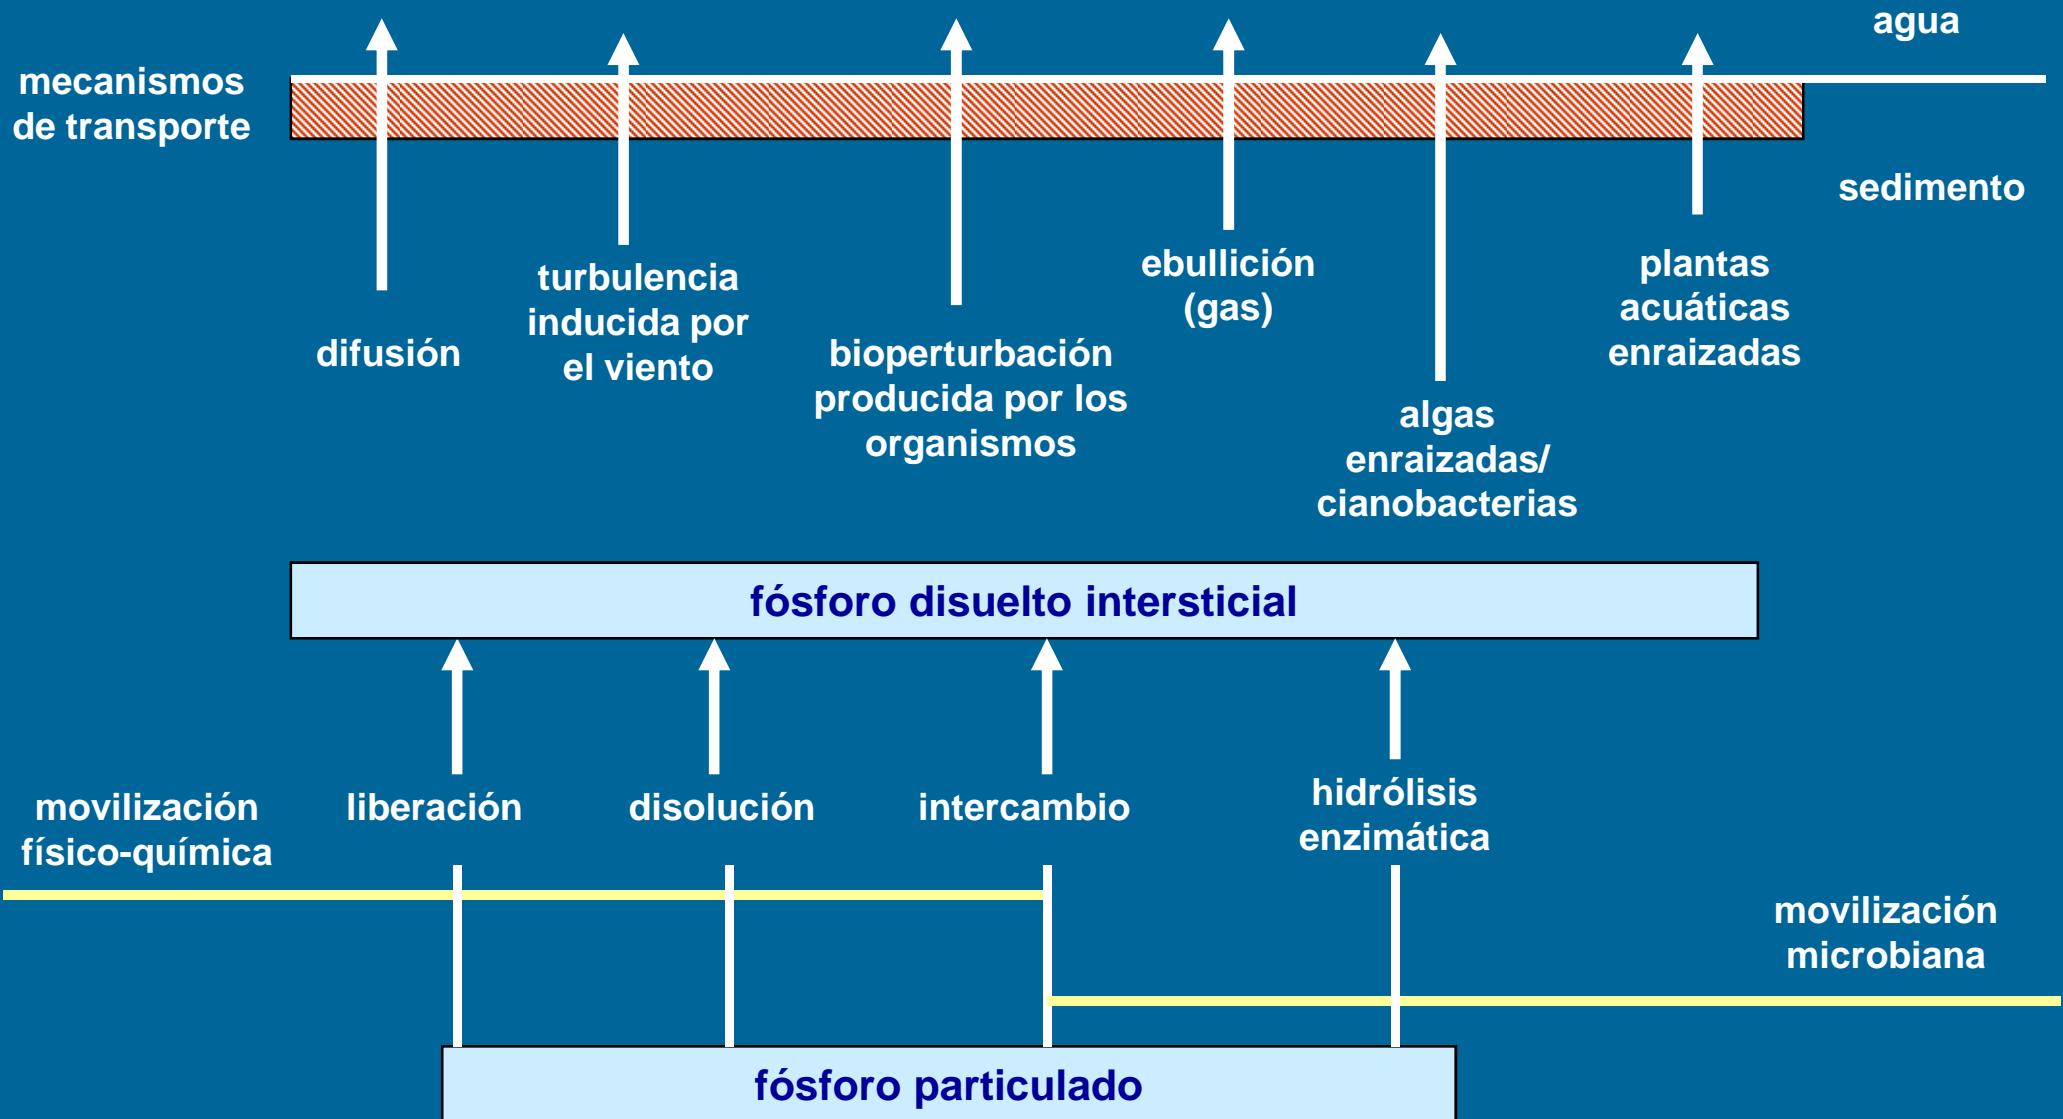 agua
mecanismos
de transporte
sedimento
difusión
turbulencia
inducida por
el viento
bioperturbación
producida por los
organismos
ebullición
(gas)
algas
enraizadas/
cianobacterias
plantas
acuáticas
enraizadas
fósforo disuelto intersticial
movilización
físico-química
liberación
disolución
intercambio
hidrólisis
enzimática
movilización
microbiana
fósforo particulado